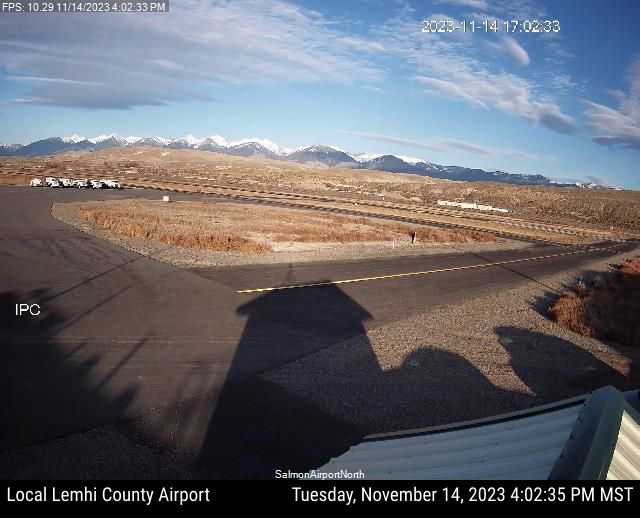 FPS: 10.29 11/14/2023 4:02:33 PM
2023-11-14 17:02:33
IPC
SalmonAirportNorth
Local Lemhi County Airport Tuesday, November 14, 2023 4:02:35 PM MST